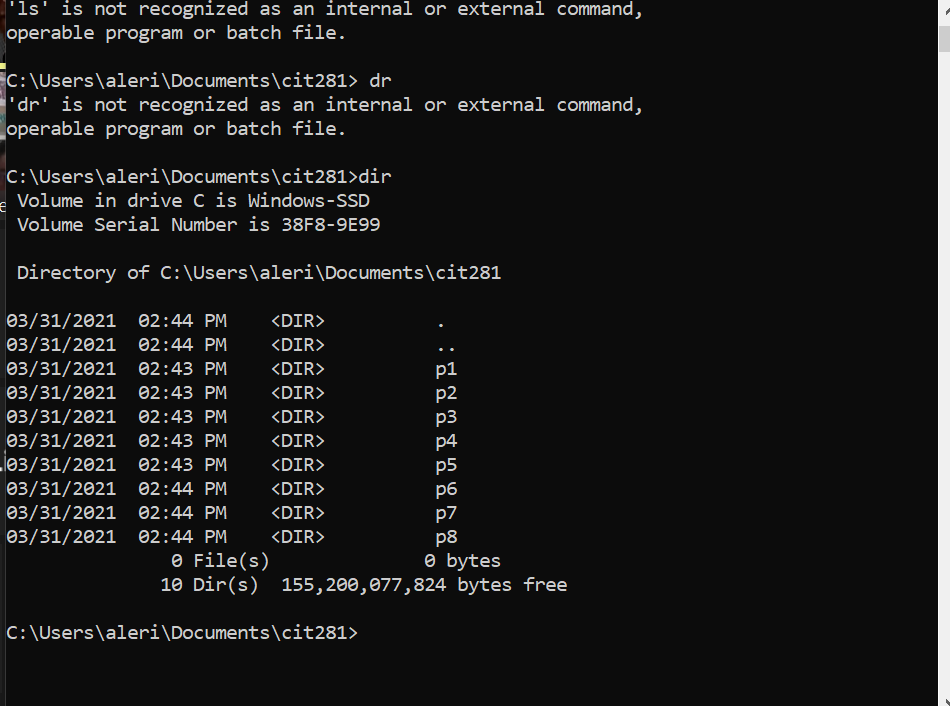 'ls' is not recognized as an internal or external command,
operable program or batch file.
C:\Users\aleri\Documents\cit281> dr
'dr' is not recognized as an internal or external command,
operable program or batch file.
C:\Users\aleri\Documents\cit281>dir
 Volume in drive C is Windows-SSD
 Volume Serial Number is 38F8-9E99
 Directory of C:\Users\aleri\Documents\cit281
03/31/2021  02:44 PM    <DIR>          .
03/31/2021  02:44 PM    <DIR>          ..
03/31/2021  02:43 PM    <DIR>          p1
03/31/2021  02:43 PM    <DIR>          p2
03/31/2021  02:43 PM    <DIR>          p3
03/31/2021  02:43 PM    <DIR>          p4
03/31/2021  02:43 PM    <DIR>          p5
03/31/2021  02:44 PM    <DIR>          p6
03/31/2021  02:44 PM    <DIR>          p7
03/31/2021  02:44 PM    <DIR>          p8
               0 File(s)              0 bytes
              10 Dir(s)  155,200,077,824 bytes free
C:\Users\aleri\Documents\cit281>